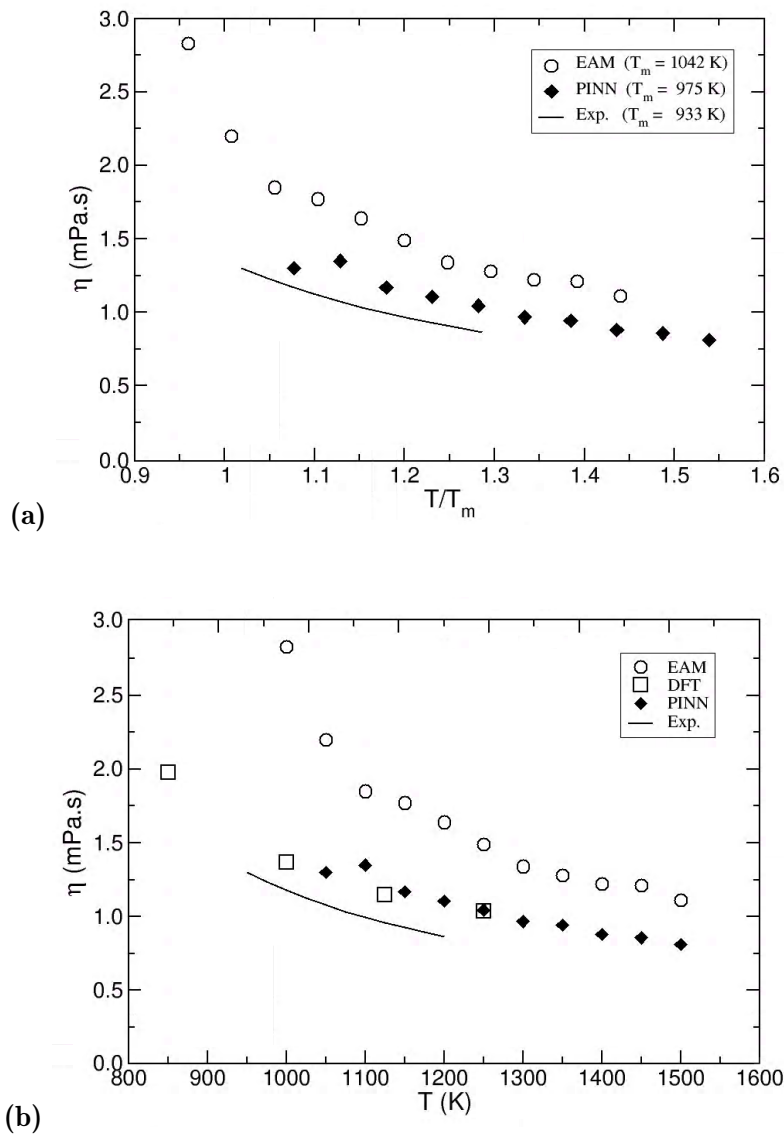 3.0
2.5
2.0
1.5
1.0
0.5
0.0
η (mPa.s)
EAM (T_m = 1042 K)
PINN (T_m = 975 K)
Exp. (T_m = 933 K)
0.9 1 1.1 1.2 1.3 1.4 1.5 1.6
T/T_m
(a)
3.0
2.5
2.0
1.5
1.0
0.5
0.0
η (mPa.s)
EAM
DFT
PINN
Exp.
800 900 1000 1100 1200 1300 1400 1500 1600
T (K)
(b)